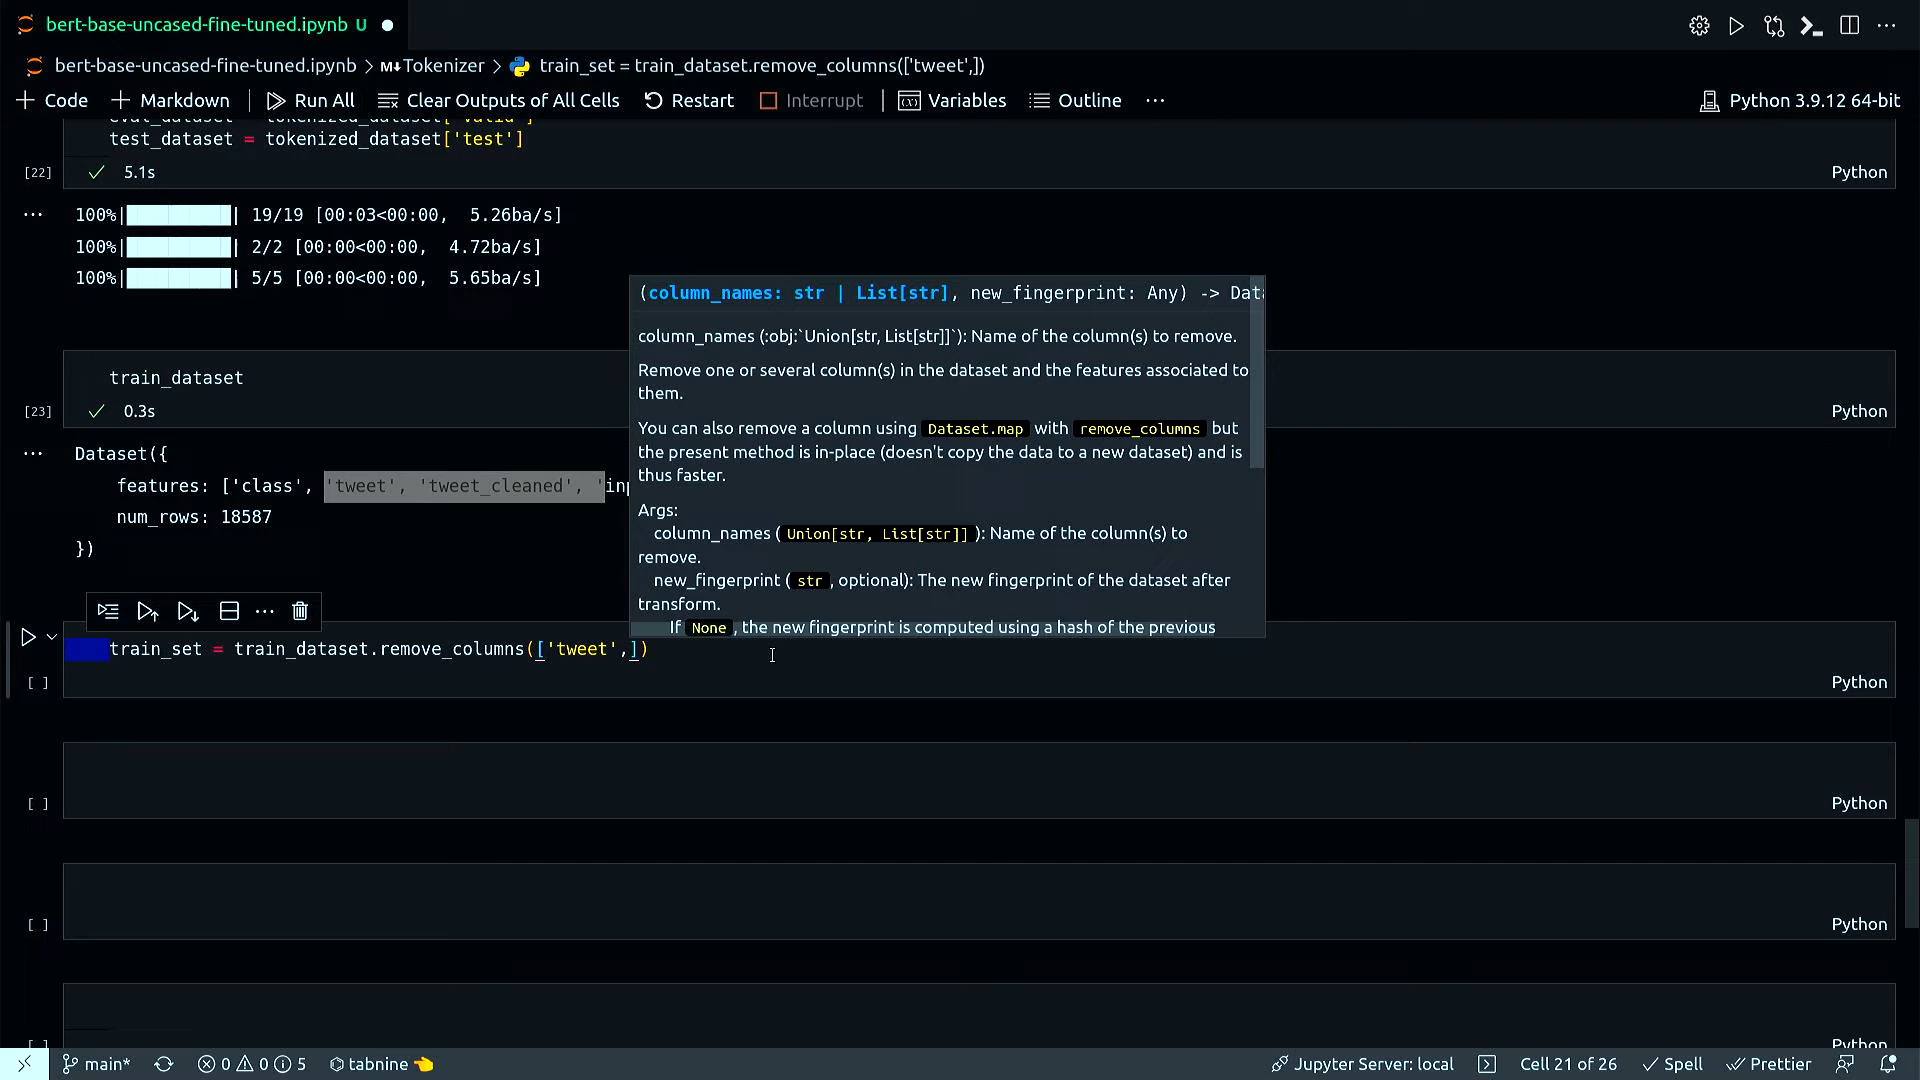 bert-base-uncased-fine-tuned.ipynb U
bert-base-uncased-fine-tuned.ipynb > M↓Tokenizer > train_set = train_dataset.remove_columns(['tweet',])
+ Code + Markdown Run All Clear Outputs of All Cells Restart Interrupt Variables Outline ... Python 3.9.12 64-bit
eval_dataset = tokenized_dataset['valid']
test_dataset = tokenized_dataset['test']
[22] 5.1s Python
... 100%| | 19/19 [00:03<00:00, 5.26ba/s]
100%| | 2/2 [00:00<00:00, 4.72ba/s]
100%| | 5/5 [00:00<00:00, 5.65ba/s]
train_dataset
[23] 0.3s Python
... Dataset({
features: ['class', 'tweet', 'tweet_cleaned', 'inp
num_rows: 18587
})
(column_names: str | List[str], new_fingerprint: Any) -> Dat
column_names (:obj:`Union[str, List[str]]`): Name of the column(s) to remove.
Remove one or several column(s) in the dataset and the features associated to
them.
You can also remove a column using Dataset.map with remove_columns but
the present method is in-place (doesn't copy the data to a new dataset) and is
thus faster.
Args:
column_names ( Union[str, List[str]] ): Name of the column(s) to
remove.
new_fingerprint ( str , optional): The new fingerprint of the dataset after
transform.
If None , the new fingerprint is computed using a hash of the previous
train_set = train_dataset.remove_columns(['tweet',])
[ ] Python
[ ] Python
[ ] Python
[ ] Python
main* 0 0 5 tabnine Jupyter Server: local Cell 21 of 26 Spell Prettier